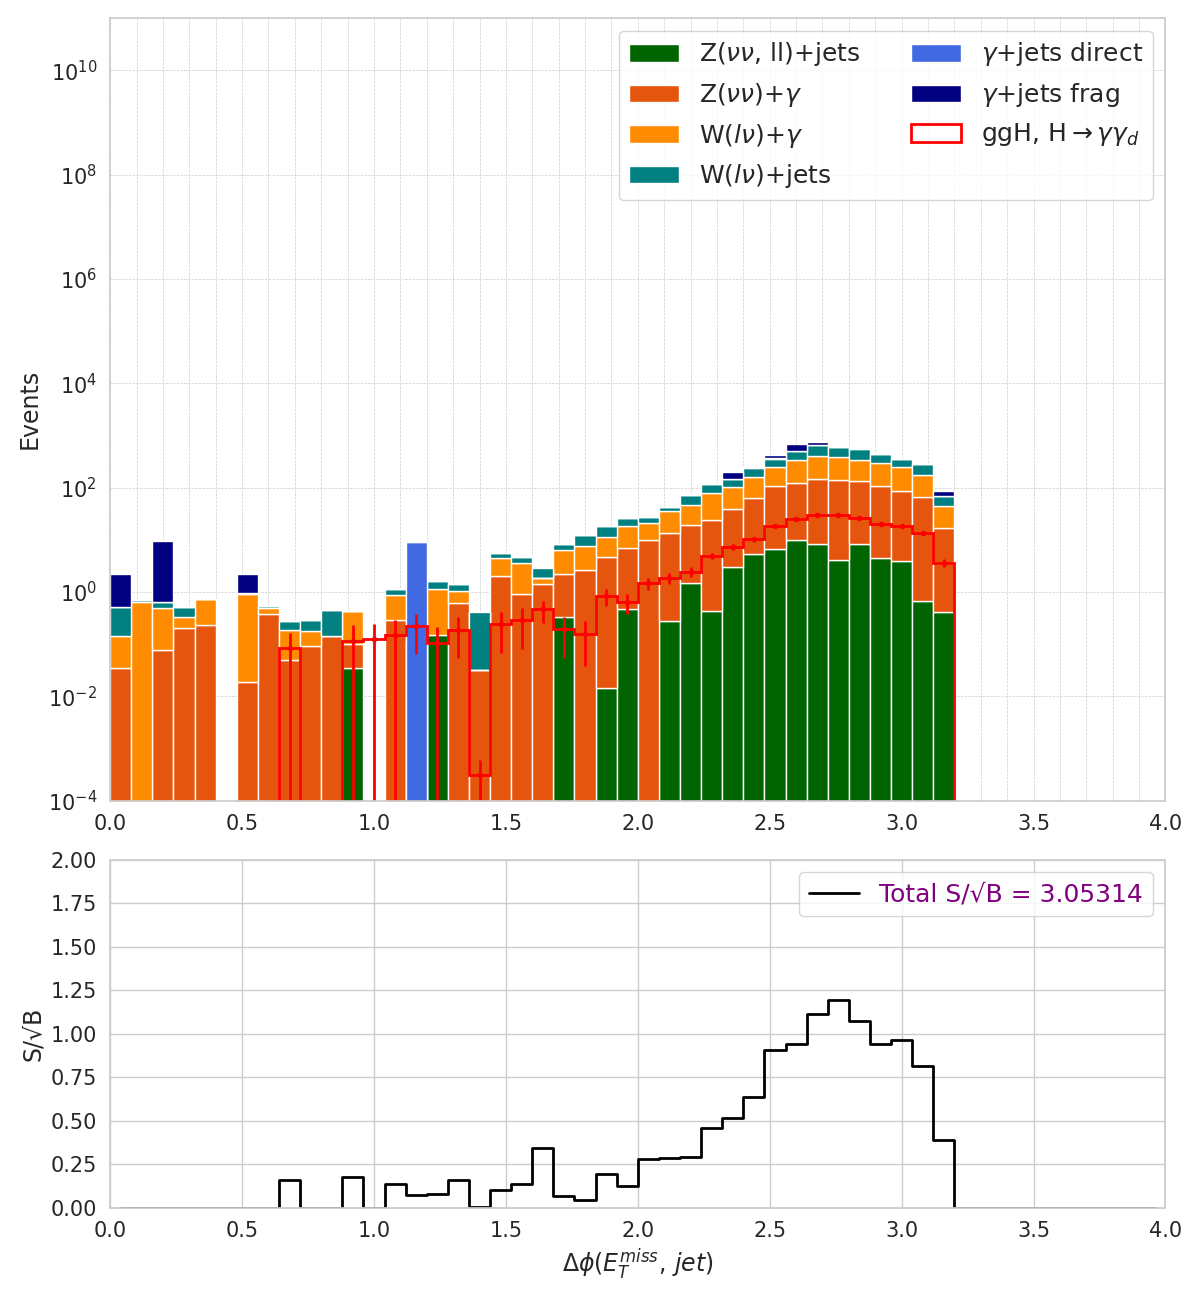 Events
10^10
10^8
10^6
10^4
10^2
10^0
10^−2
10^−4
0.0 0.5 1.0 1.5 2.0 2.5 3.0 3.5 4.0
Z(νν, ll)+jets
Z(νν)+γ
W(lν)+γ
W(lν)+jets
γ+jets direct
γ+jets frag
ggH, H→γγ_d
S/√B
2.00
1.75
1.50
1.25
1.00
0.75
0.50
0.25
0.00
Total S/√B = 3.05314
0.0 0.5 1.0 1.5 2.0 2.5 3.0 3.5 4.0
Δϕ(E_T^miss, jet)